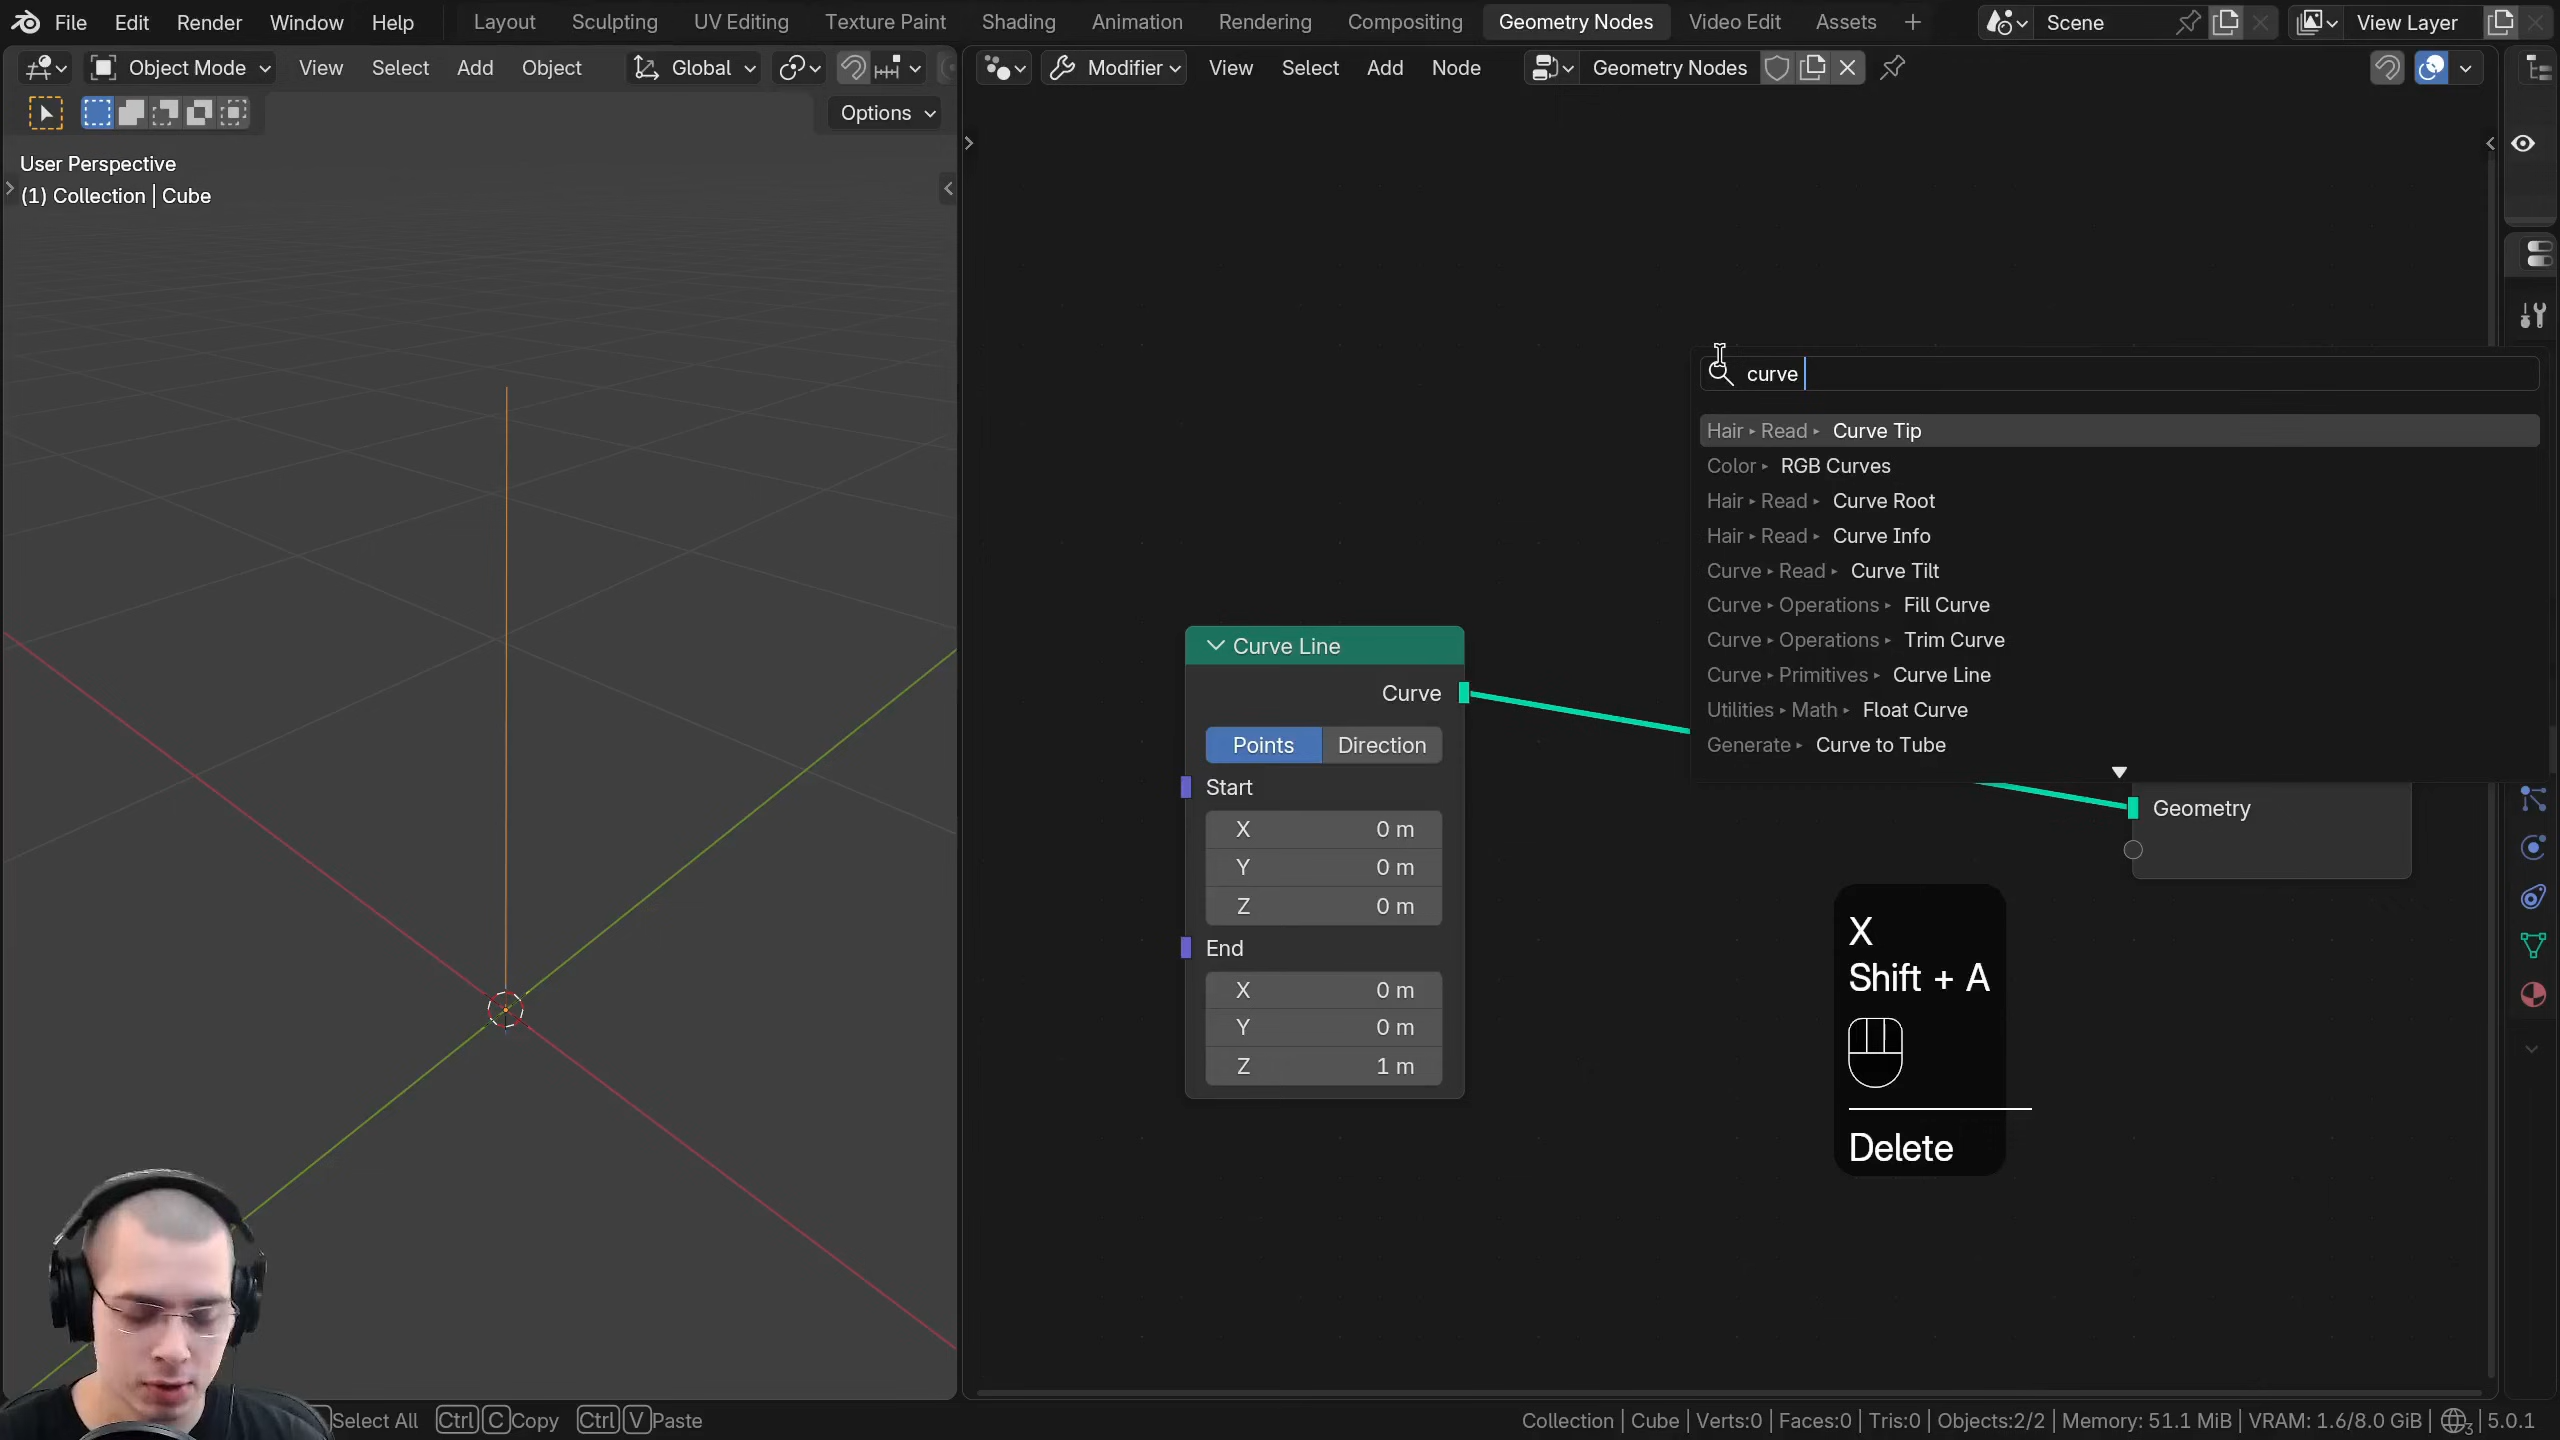 File Edit Render Window Help Layout Sculpting UV Editing Texture Paint Shading Animation Rendering Compositing Geometry Nodes Video Edit Assets + Scene View Layer
Object Mode View Select Add Object Global
Modifier View Select Add Node Geometry Nodes
Options
User Perspective
(1) Collection | Cube
curve
Hair ▸ Read ▸ Curve Tip
Color ▸ RGB Curves
Hair ▸ Read ▸ Curve Root
Hair ▸ Read ▸ Curve Info
Curve ▸ Read ▸ Curve Tilt
Curve ▸ Operations ▸ Fill Curve
Curve ▸ Operations ▸ Trim Curve
Curve ▸ Primitives ▸ Curve Line
Utilities ▸ Math ▸ Float Curve
Generate ▸ Curve to Tube
Curve Line
Curve
Points Direction
Start
X 0 m
Y 0 m
Z 0 m
End
X 0 m
Y 0 m
Z 1 m
Geometry
X
Shift + A
Delete
Select All Ctrl C Copy Ctrl V Paste
Collection | Cube | Verts:0 | Faces:0 | Tris:0 | Objects:2/2 | Memory: 51.1 MiB | VRAM: 1.6/8.0 GiB | 3 | 5.0.1